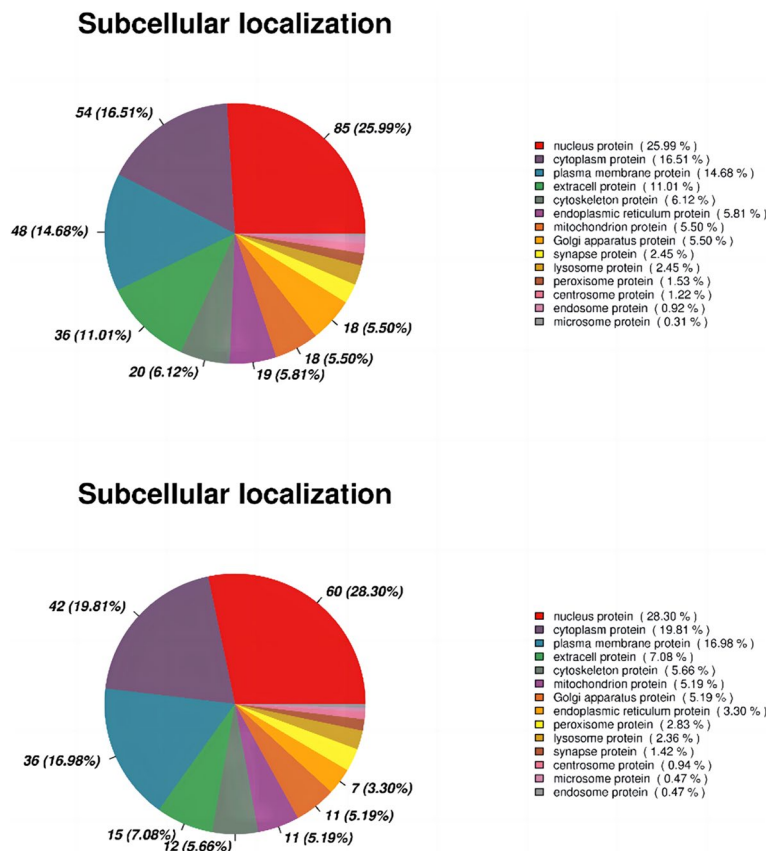 Subcellular localization
54 (16.51%)
85 (25.99%)
48 (14.68%)
36 (11.01%)
20 (6.12%)
19 (5.81%)
18 (5.50%)
18 (5.50%)
nucleus protein ( 25.99 % )
cytoplasm protein ( 16.51 % )
plasma membrane protein ( 14.68 % )
extracell protein ( 11.01 % )
cytoskeleton protein ( 6.12 % )
endoplasmic reticulum protein ( 5.81 % )
mitochondrion protein ( 5.50 % )
Golgi apparatus protein ( 5.50 % )
synapse protein ( 2.45 % )
lysosome protein ( 2.45 % )
peroxisome protein ( 1.53 % )
centrosome protein ( 1.22 % )
endosome protein ( 0.92 % )
microsome protein ( 0.31 % )
Subcellular localization
42 (19.81%)
60 (28.30%)
36 (16.98%)
15 (7.08%)
12 (5.66%)
11 (5.19%)
11 (5.19%)
7 (3.30%)
nucleus protein ( 28.30 % )
cytoplasm protein ( 19.81 % )
plasma membrane protein ( 16.98 % )
extracell protein ( 7.08 % )
cytoskeleton protein ( 5.66 % )
mitochondrion protein ( 5.19 % )
Golgi apparatus protein ( 5.19 % )
endoplasmic reticulum protein ( 3.30 % )
peroxisome protein ( 2.83 % )
lysosome protein ( 2.36 % )
synapse protein ( 1.42 % )
centrosome protein ( 0.94 % )
microsome protein ( 0.47 % )
endosome protein ( 0.47 % )